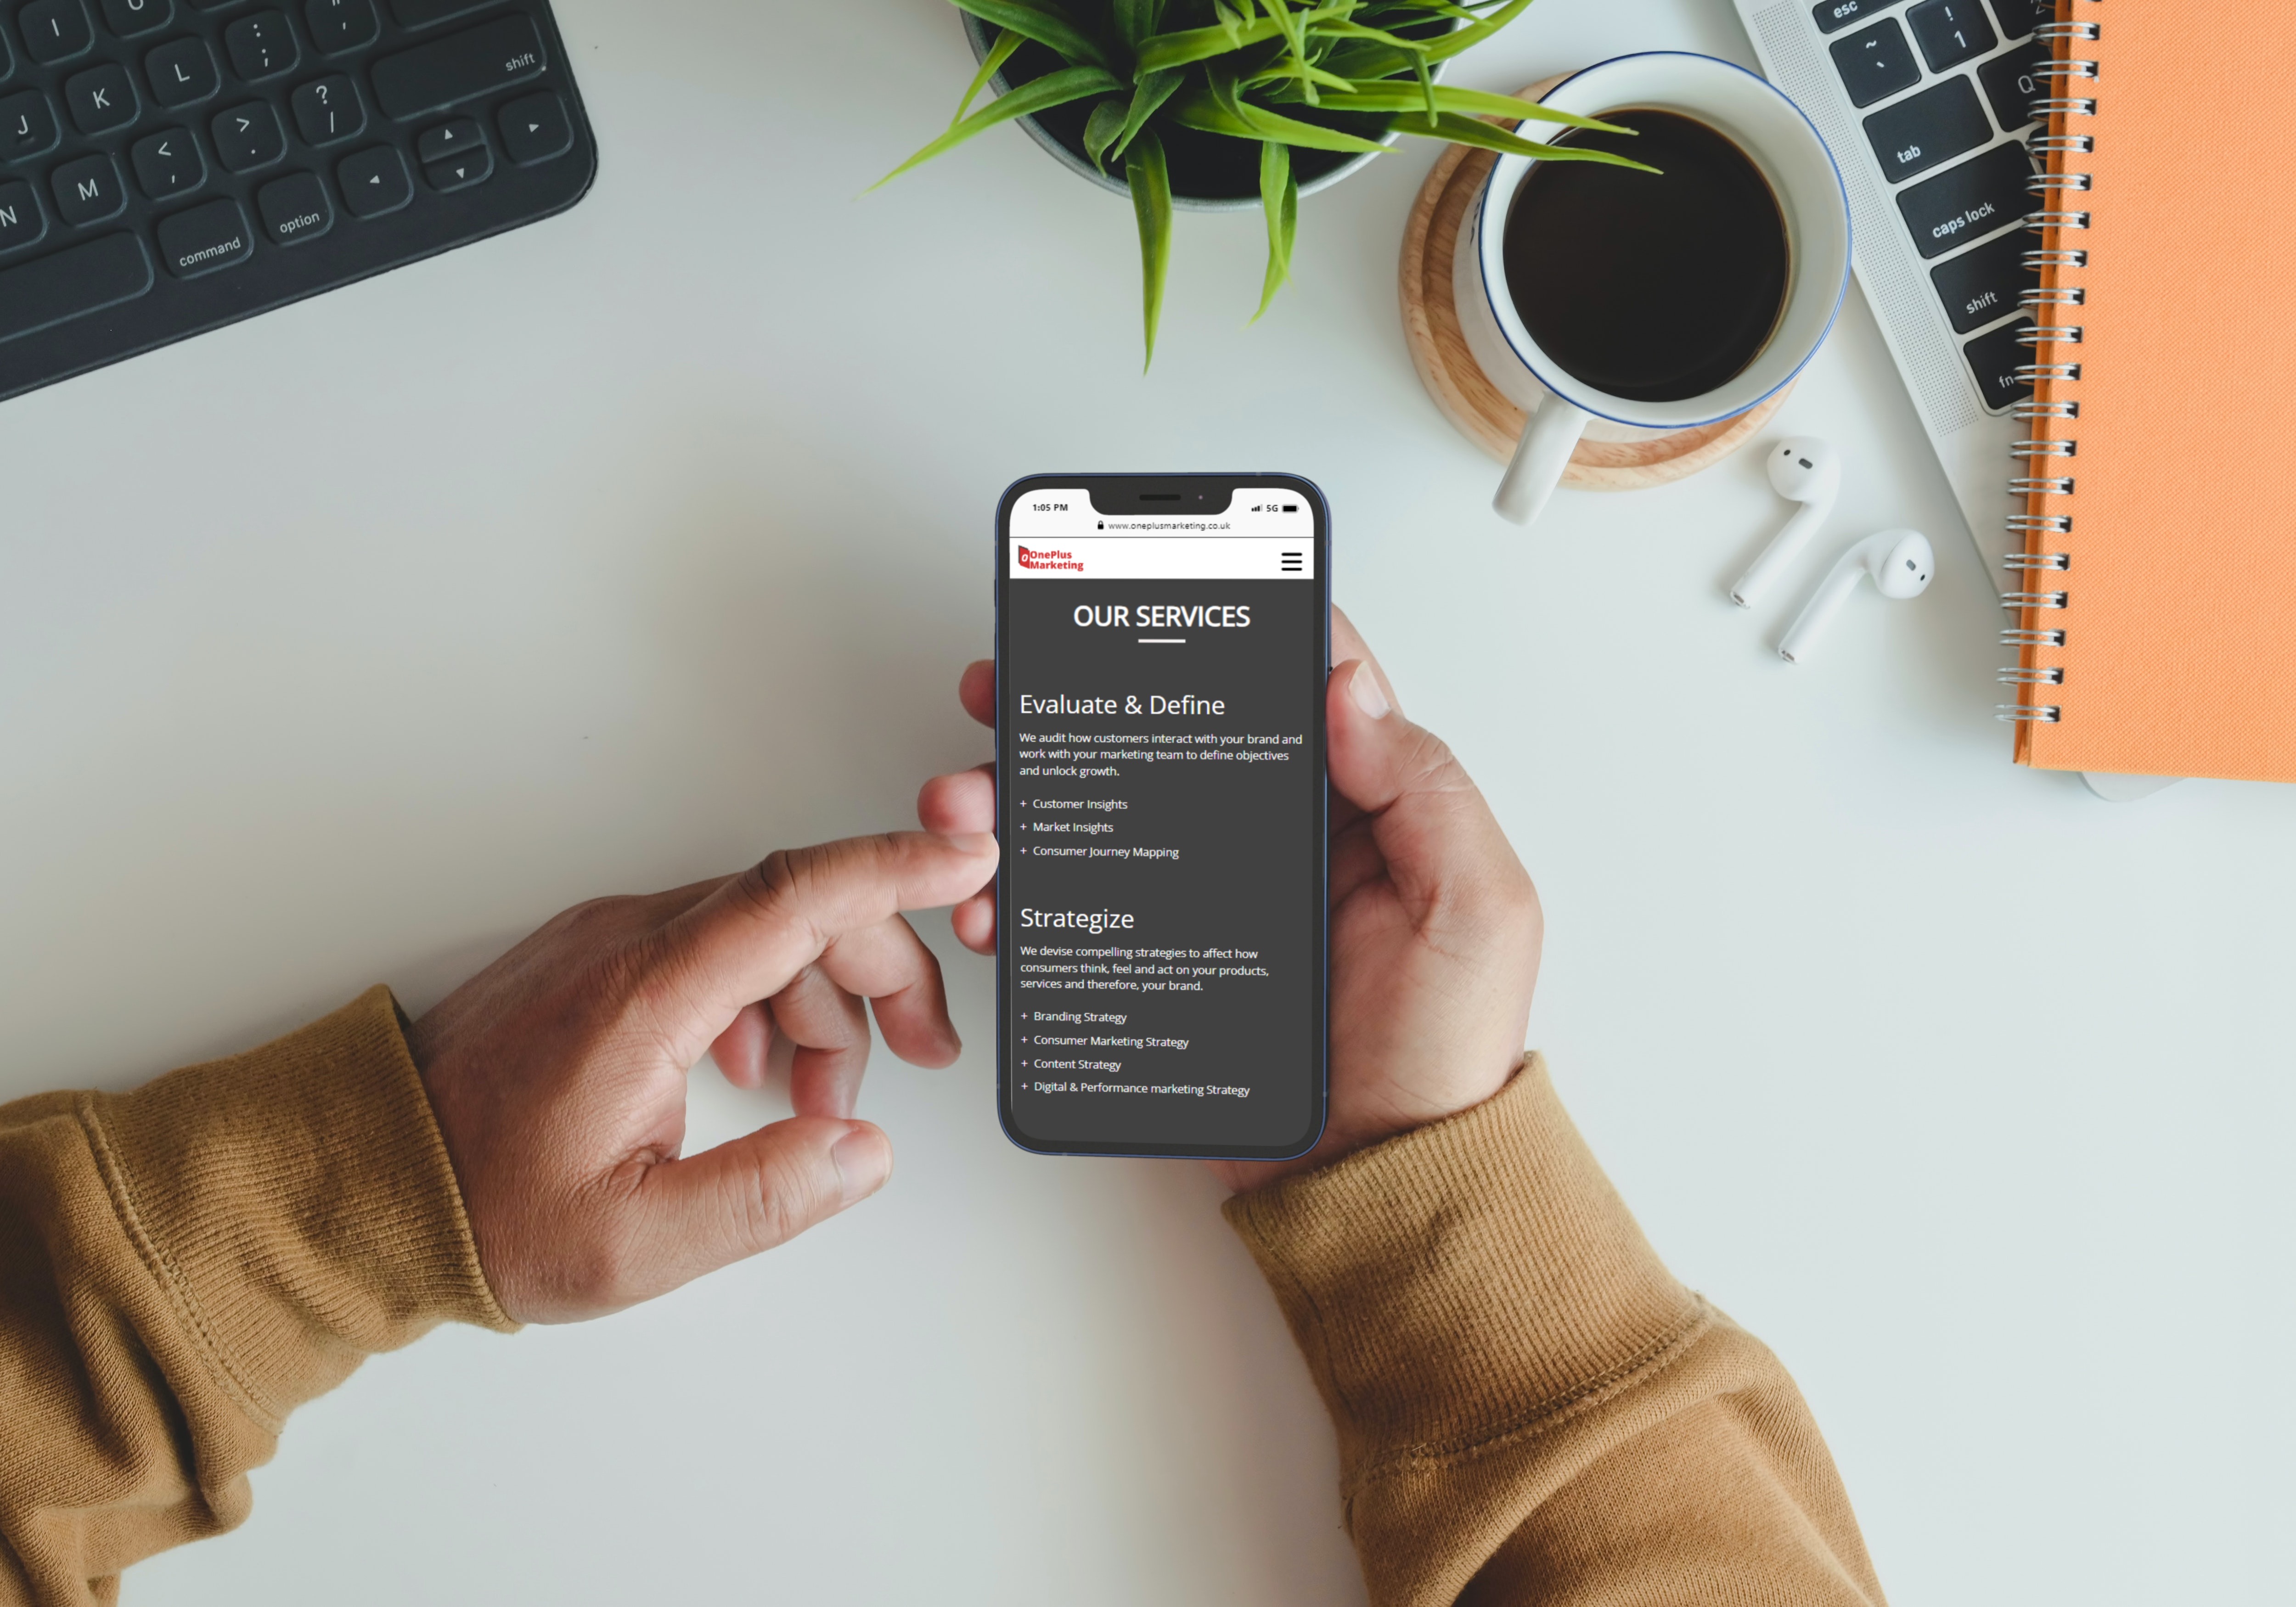 I
J
K
L
:
;
"
'
shift
N
M
<
,
>
.
?
/
command
option
esc
~
`
!
1
Q
tab
caps lock
shift
fn
1:05 PM
5G
www.oneplusmarketing.co.uk
OnePlus
Marketing
OUR SERVICES
Evaluate & Define
We audit how customers interact with your brand and
work with your marketing team to define objectives
and unlock growth.
+ Customer Insights
+ Market Insights
+ Consumer Journey Mapping
Strategize
We devise compelling strategies to affect how
consumers think, feel and act on your products,
services and therefore, your brand.
+ Branding Strategy
+ Consumer Marketing Strategy
+ Content Strategy
+ Digital & Performance marketing Strategy